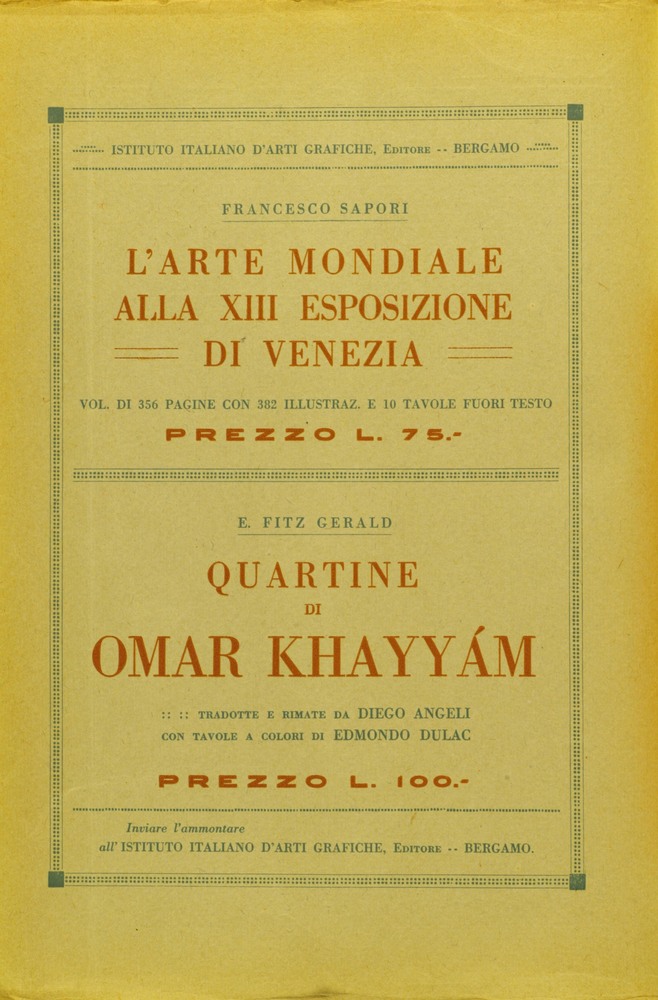 ISTITUTO ITALIANO D'ARTI GRAFICHE, Editore -- BERGAMO
FRANCESCO SAPORI
L'ARTE MONDIALE
ALLA XIII ESPOSIZIONE
DI VENEZIA
VOL. DI 356 PAGINE CON 382 ILLUSTRAZ. E 10 TAVOLE FUORI TESTO
PREZZO L. 75.-
E. FITZ GERALD
QUARTINE
DI
OMAR KHAYYÁM
:: :: TRADOTTE E RIMATE DA DIEGO ANGELI
CON TAVOLE A COLORI DI EDMONDO DULAC
PREZZO L. 100.-
Inviare l'ammontare
all' ISTITUTO ITALIANO D'ARTI GRAFICHE, Editore -- BERGAMO.